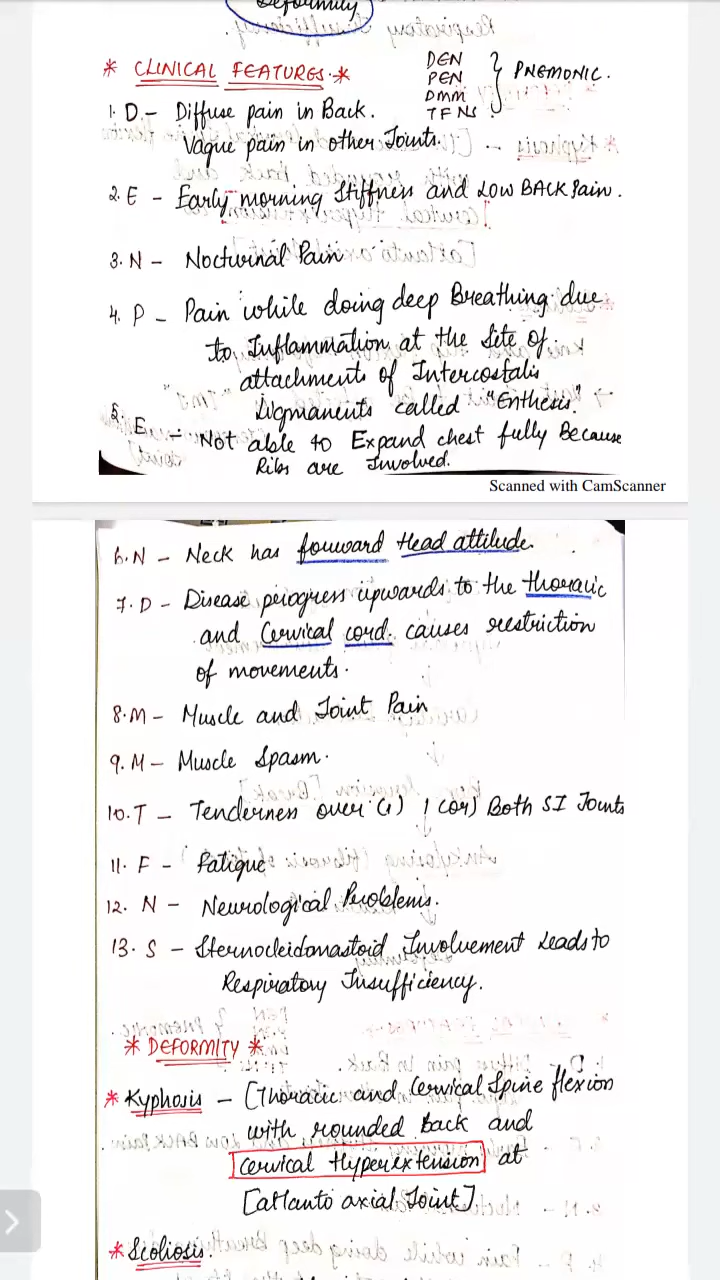 Deformity
* CLINICAL FEATURES *
DEN
PEN
DMM
TFNS
} PNEMONIC.
1. D - Diffuse pain in Back.
Vague pain in other Joints.
2. E - Early morning Stiffness and LOW BACK Pain.
3. N - Nocturinal Pain
4. P - Pain while doing deep Breathing due
to Inflammation at the Site of
attachments of Intercostalis
Ligmanents called "Enthesis".
5. E - Not able to Expand chest fully Because
Ribs are Involved.
Scanned with CamScanner
6. N - Neck has forward Head attitude.
7. D - Disease progress upwards to the thoracic
and Cervical cord. causes restriction
of movements.
8. M - Muscle and Joint Pain
9. M - Muscle Spasm.
10. T - Tenderness over (1) / (or) Both SI Joints
11. F - Fatigue
12. N - Neurological Problems.
13. S - Sternocleidomastoid Involvement Leads to
Respiratory Insufficiency.
* DEFORMITY *
* Kyphosis - [Thoracic and Cervical Spine flexion
with rounded Back and
Cervical Hyperextension at
[atlanto axial Joint]
* Scoliosis.